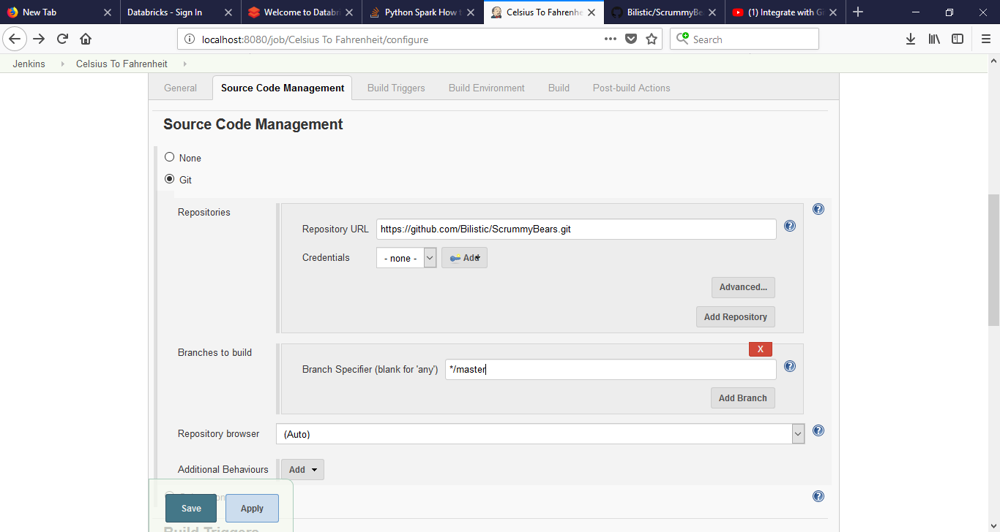 New Tab
Databricks - Sign In
Welcome to Databri
Python Spark How t
Celsius To Fahrenhe
Bilistic/ScrummyBe
(1) Integrate with Gi
localhost:8080/job/Celsius To Fahrenheit/configure
Search
Jenkins
Celsius To Fahrenheit
General
Source Code Management
Build Triggers
Build Environment
Build
Post-build Actions
Source Code Management
None
Git
Repositories
Repository URL
https://github.com/Bilistic/ScrummyBears.git
Credentials
- none -
Add
Advanced...
Add Repository
Branches to build
X
Branch Specifier (blank for 'any')
*/master
Add Branch
Repository browser
(Auto)
Additional Behaviours
Add
Save
Apply
Build Triggers